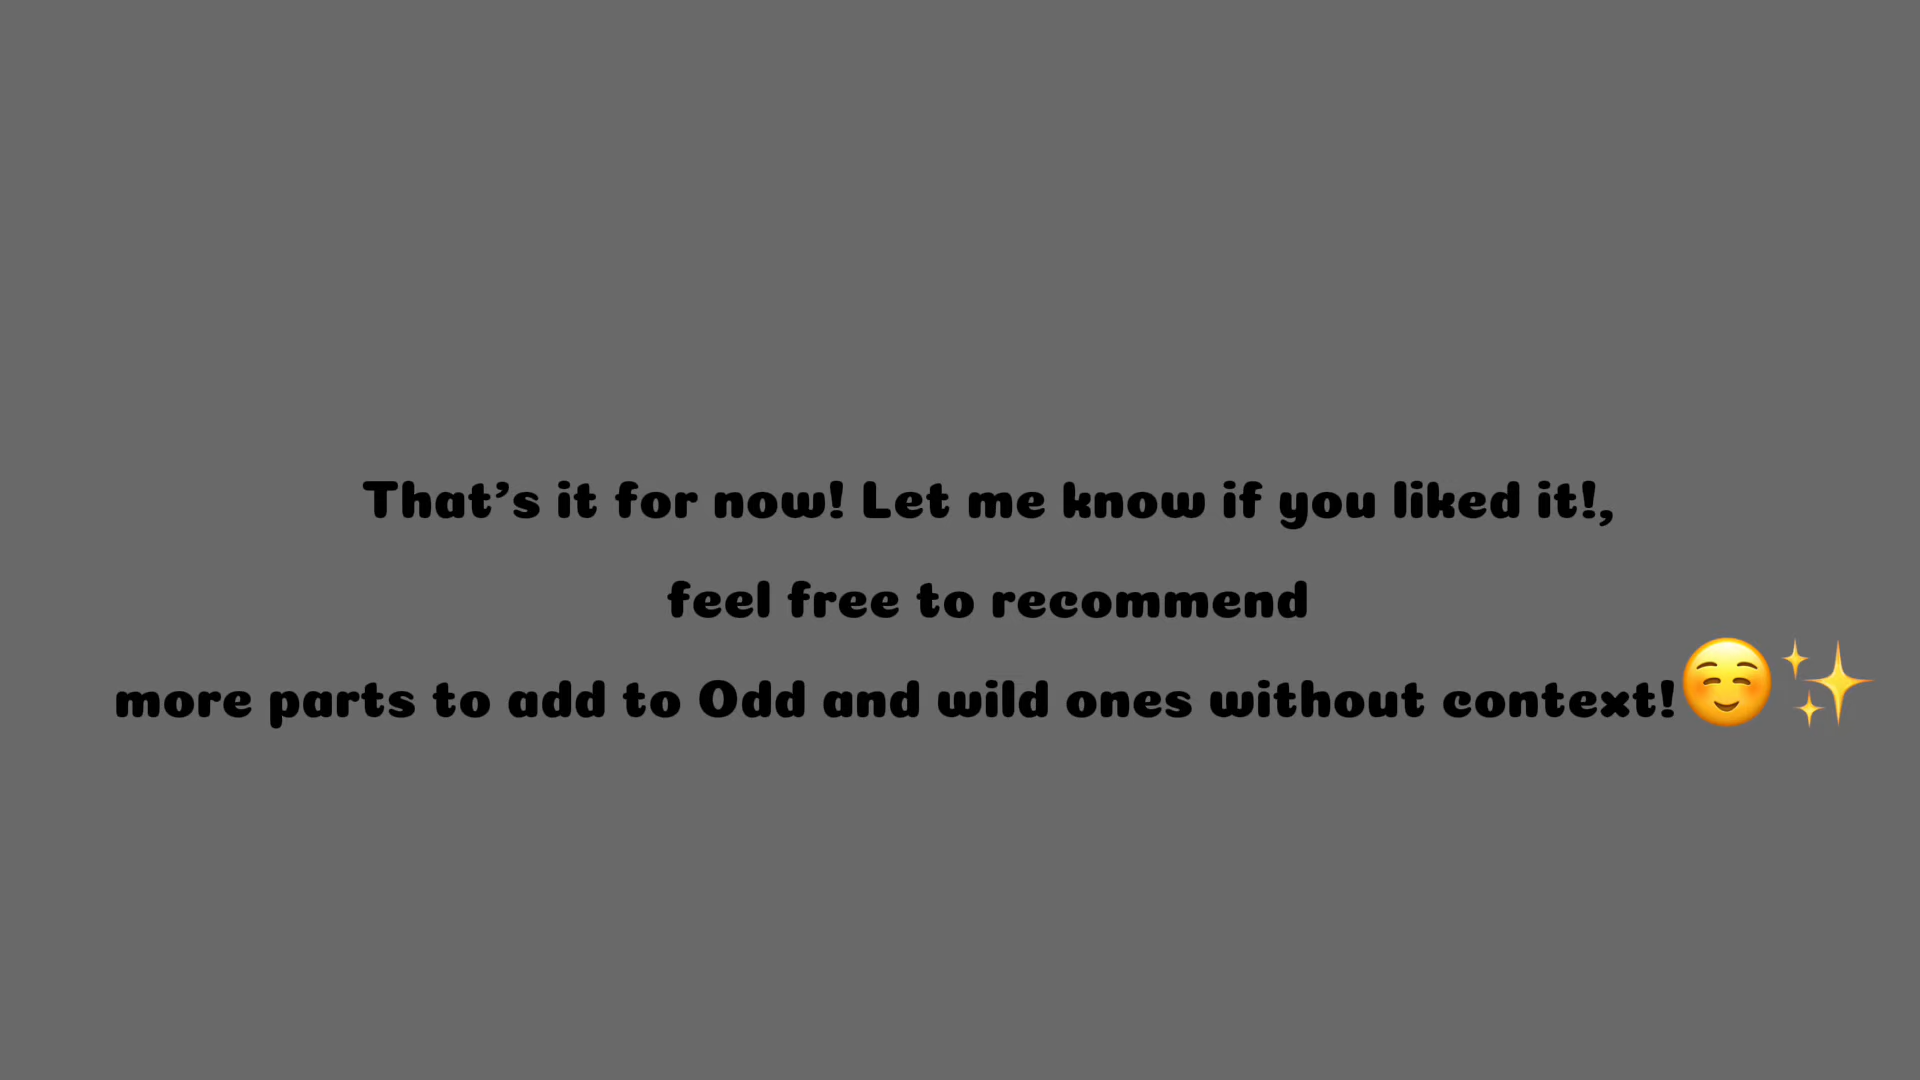 That’s it for now! Let me know if you liked it!,
feel free to recommend
more parts to add to Odd and wild ones without context!☺️✨